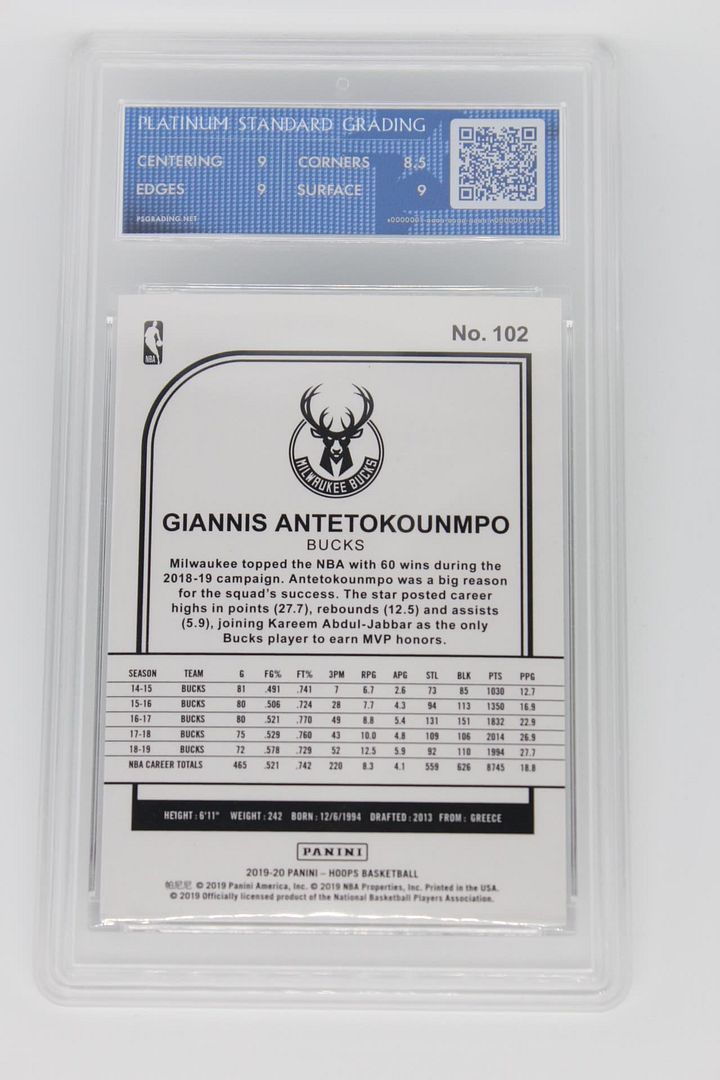 PLATINUM STANDARD GRADING
CENTERING 9 CORNERS 8.5
EDGES 9 SURFACE 9
PSGRADING.NET
NBA
No. 102
MILWAUKEE BUCKS
GIANNIS ANTETOKOUNMPO
BUCKS
Milwaukee topped the NBA with 60 wins during the
2018-19 campaign. Antetokounmpo was a big reason
for the squad's success. The star posted career
highs in points (27.7), rebounds (12.5) and assists
(5.9), joining Kareem Abdul-Jabbar as the only
Bucks player to earn MVP honors.
SEASON TEAM G FG% FT% 3PM RPG APG STL BLK PTS PPG
14-15 BUCKS 81 .491 .741 7 6.7 2.6 73 85 1030 12.7
15-16 BUCKS 80 .506 .724 28 7.7 4.3 94 113 1350 16.9
16-17 BUCKS 80 .521 .770 49 8.8 5.4 131 151 1832 22.9
17-18 BUCKS 75 .529 .760 43 10.0 4.8 109 106 2014 26.9
18-19 BUCKS 72 .578 .729 52 12.5 5.9 92 110 1994 27.7
NBA CAREER TOTALS 465 .521 .742 220 8.3 4.1 559 626 8745 18.8
HEIGHT: 6'11" WEIGHT: 242 BORN: 12/6/1994 DRAFTED: 2013 FROM: GREECE
PANINI
2019-20 PANINI – HOOPS BASKETBALL
帕尼尼 © 2019 Panini America, Inc. © 2019 NBA Properties, Inc. Printed in the USA.
© 2019 Officially licensed product of the National Basketball Players Association.